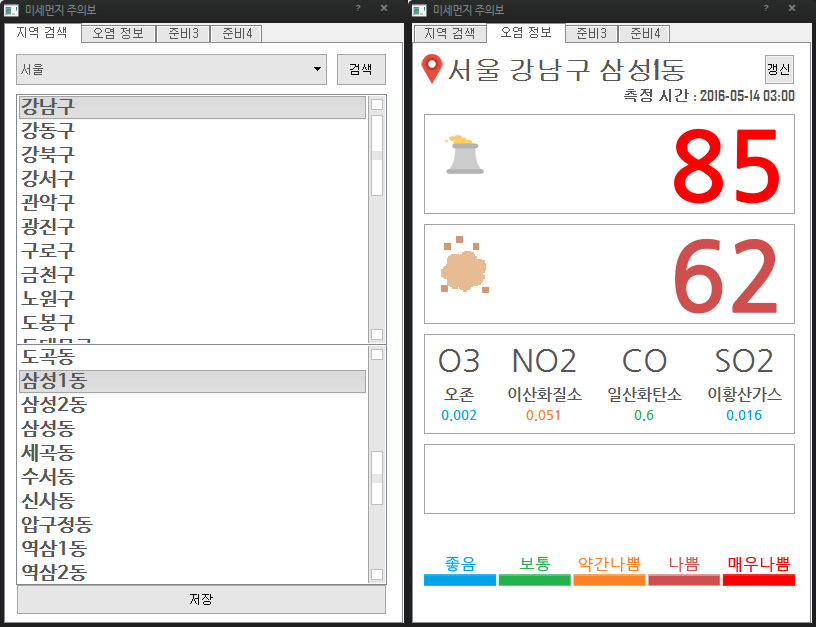 미세먼지 주의보
지역 검색 오염 정보 준비3 준비4
서울 검색
강남구
강동구
강북구
강서구
관악구
광진구
구로구
금천구
노원구
도봉구
도곡동
삼성1동
삼성2동
삼성동
세곡동
수서동
신사동
압구정동
역삼1동
역삼2동
저장
미세먼지 주의보
지역 검색 오염 정보 준비3 준비4
서울 강남구 삼성1동 갱신
측정 시간 : 2016-05-14 03:00
85
62
O3 NO2 CO SO2
오존 이산화질소 일산화탄소 이황산가스
0.002 0.051 0.6 0.016
좋음 보통 약간나쁨 나쁨 매우나쁨